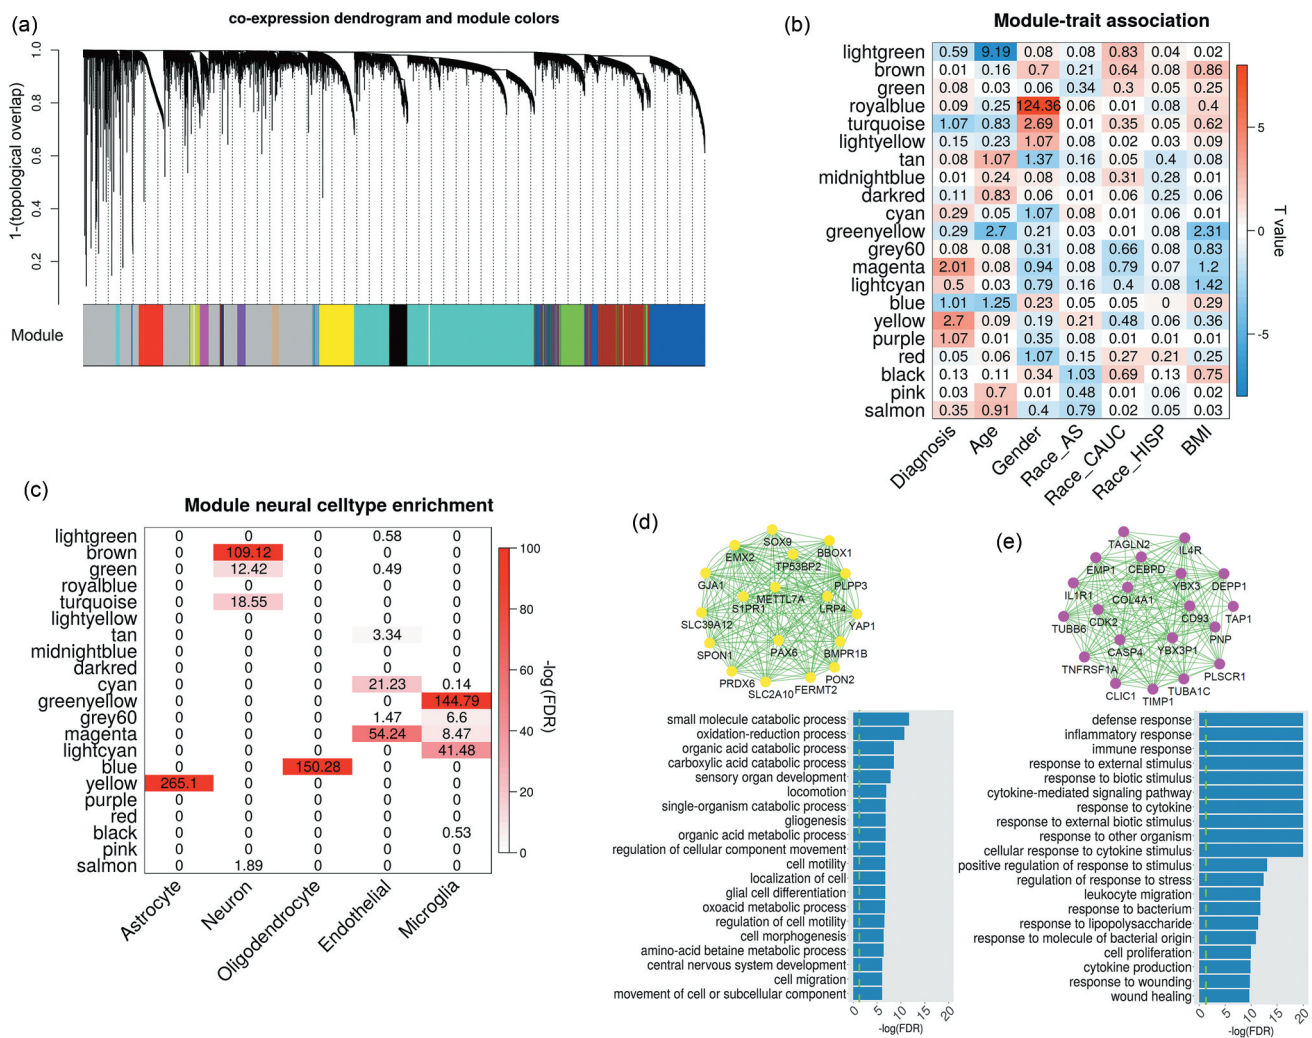 (a)
co-expression dendrogram and module colors
1-(topological overlap)
1.0
0.8
0.6
0.4
0.2
Module
(b)
Module-trait association
lightgreen 0.59 9.19 0.08 0.08 0.83 0.04 0.02
brown 0.01 0.16 0.7 0.21 0.64 0.08 0.86
green 0.08 0.03 0.06 0.34 0.3 0.05 0.25
royalblue 0.09 0.25 124.36 0.06 0.01 0.08 0.4
turquoise 1.07 0.83 2.69 0.01 0.35 0.05 0.62
lightyellow 0.15 0.23 1.07 0.08 0.02 0.03 0.09
tan 0.08 1.07 1.37 0.16 0.05 0.4 0.08
midnightblue 0.01 0.24 0.08 0.08 0.31 0.28 0.01
darkred 0.11 0.83 0.06 0.01 0.06 0.25 0.06
cyan 0.29 0.05 1.07 0.08 0.01 0.06 0.01
greenyellow 0.29 2.7 0.21 0.03 0.01 0.08 2.31
grey60 0.08 0.08 0.31 0.08 0.66 0.08 0.83
magenta 2.01 0.08 0.94 0.08 0.79 0.07 1.2
lightcyan 0.5 0.03 0.79 0.16 0.4 0.08 1.42
blue 1.01 1.25 0.23 0.05 0.05 0 0.29
yellow 2.7 0.09 0.19 0.21 0.48 0.06 0.36
purple 1.07 0.01 0.35 0.08 0.01 0.01 0.01
red 0.05 0.06 1.07 0.15 0.27 0.21 0.25
black 0.13 0.11 0.34 1.03 0.69 0.13 0.75
pink 0.03 0.7 0.01 0.48 0.01 0.06 0.02
salmon 0.35 0.91 0.4 0.79 0.02 0.05 0.03
Diagnosis Age Gender Race_AS Race_CAUC Race_HISP BMI
5
0
-5
T value
(c)
Module neural celltype enrichment
lightgreen 0 0 0 0.58 0
brown 0 109.12 0 0 0
green 0 12.42 0 0.49 0
royalblue 0 0 0 0 0
turquoise 0 18.55 0 0 0
lightyellow 0 0 0 0 0
tan 0 0 0 3.34 0
midnightblue 0 0 0 0 0
darkred 0 0 0 0 0
cyan 0 0 0 21.23 0.14
greenyellow 0 0 0 0 144.79
grey60 0 0 0 1.47 6.6
magenta 0 0 0 54.24 8.47
lightcyan 0 0 0 0 41.48
blue 0 0 150.28 0 0
yellow 265.1 0 0 0 0
purple 0 0 0 0 0
red 0 0 0 0 0
black 0 0 0 0 0.53
pink 0 0 0 0 0
salmon 0 1.89 0 0 0
Astrocyte Neuron Oligodendrocyte Endothelial Microglia
100
80
60
40
20
0
-log(FDR)
(d)
SOX9
EMX2
BBOX1
TP53BP2
GJA1
PLPP3
METTL7A
S1PR1
LRP4
SLC39A12
YAP1
SPON1
PAX6
BMPR1B
PRDX6
PON2
SLC2A10
FERMT2
small molecule catabolic process
oxidation-reduction process
organic acid catabolic process
carboxylic acid catabolic process
sensory organ development
locomotion
single-organism catabolic process
gliogenesis
organic acid metabolic process
regulation of cellular component movement
cell motility
localization of cell
glial cell differentiation
oxoacid metabolic process
regulation of cell motility
cell morphogenesis
amino-acid betaine metabolic process
central nervous system development
cell migration
movement of cell or subcellular component
0 5 10 15 20
-log(FDR)
(e)
TAGLN2
IL4R
EMP1
CEBPD
IL1R1
YBX3
DEPP1
COL4A1
CDK2
CD93
TAP1
TUBB6
PNP
CASP4
YBX3P1
TNFRSF1A
PLSCR1
CLIC1
TUBA1C
TIMP1
defense response
inflammatory response
immune response
response to external stimulus
response to biotic stimulus
cytokine-mediated signaling pathway
response to cytokine
response to external biotic stimulus
response to other organism
cellular response to cytokine stimulus
positive regulation of response to stimulus
regulation of response to stress
leukocyte migration
response to bacterium
response to lipopolysaccharide
response to molecule of bacterial origin
cell proliferation
cytokine production
response to wounding
wound healing
0 5 10 15 20
-log(FDR)